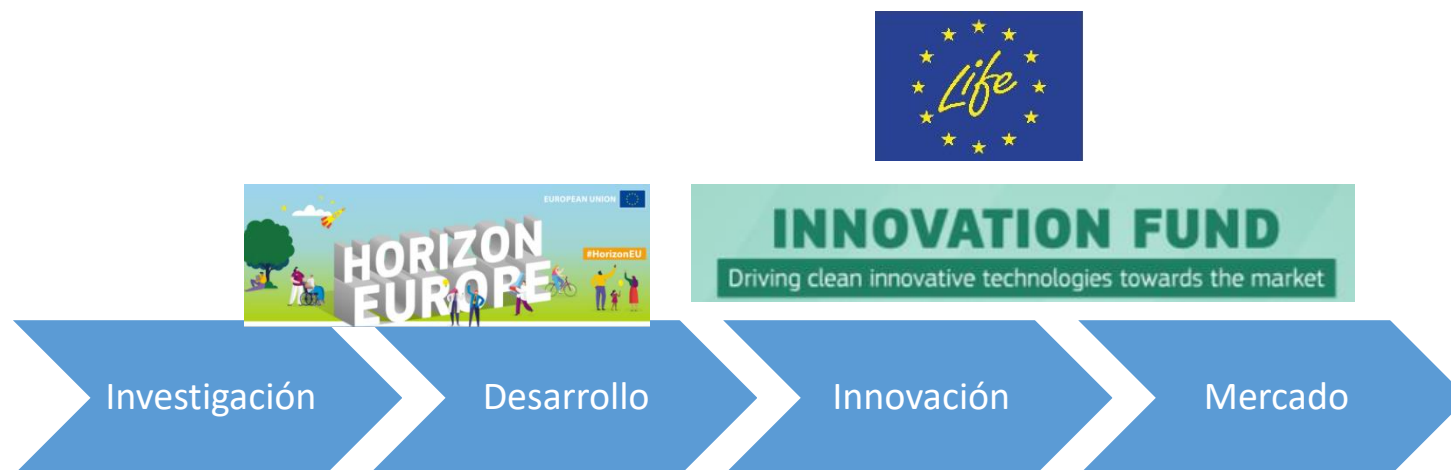 Life
EUROPEAN UNION
HORIZON
EUROPE
#HorizonEU
INNOVATION FUND
Driving clean innovative technologies towards the market
Investigación
Desarrollo
Innovación
Mercado